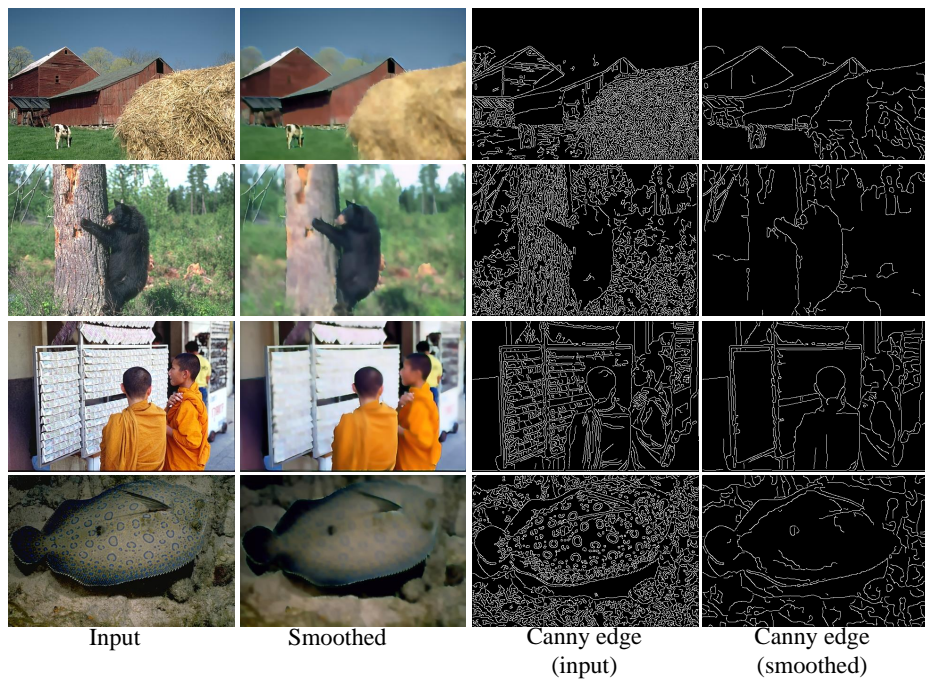 Input
Smoothed
Canny edge
(input)
Canny edge
(smoothed)